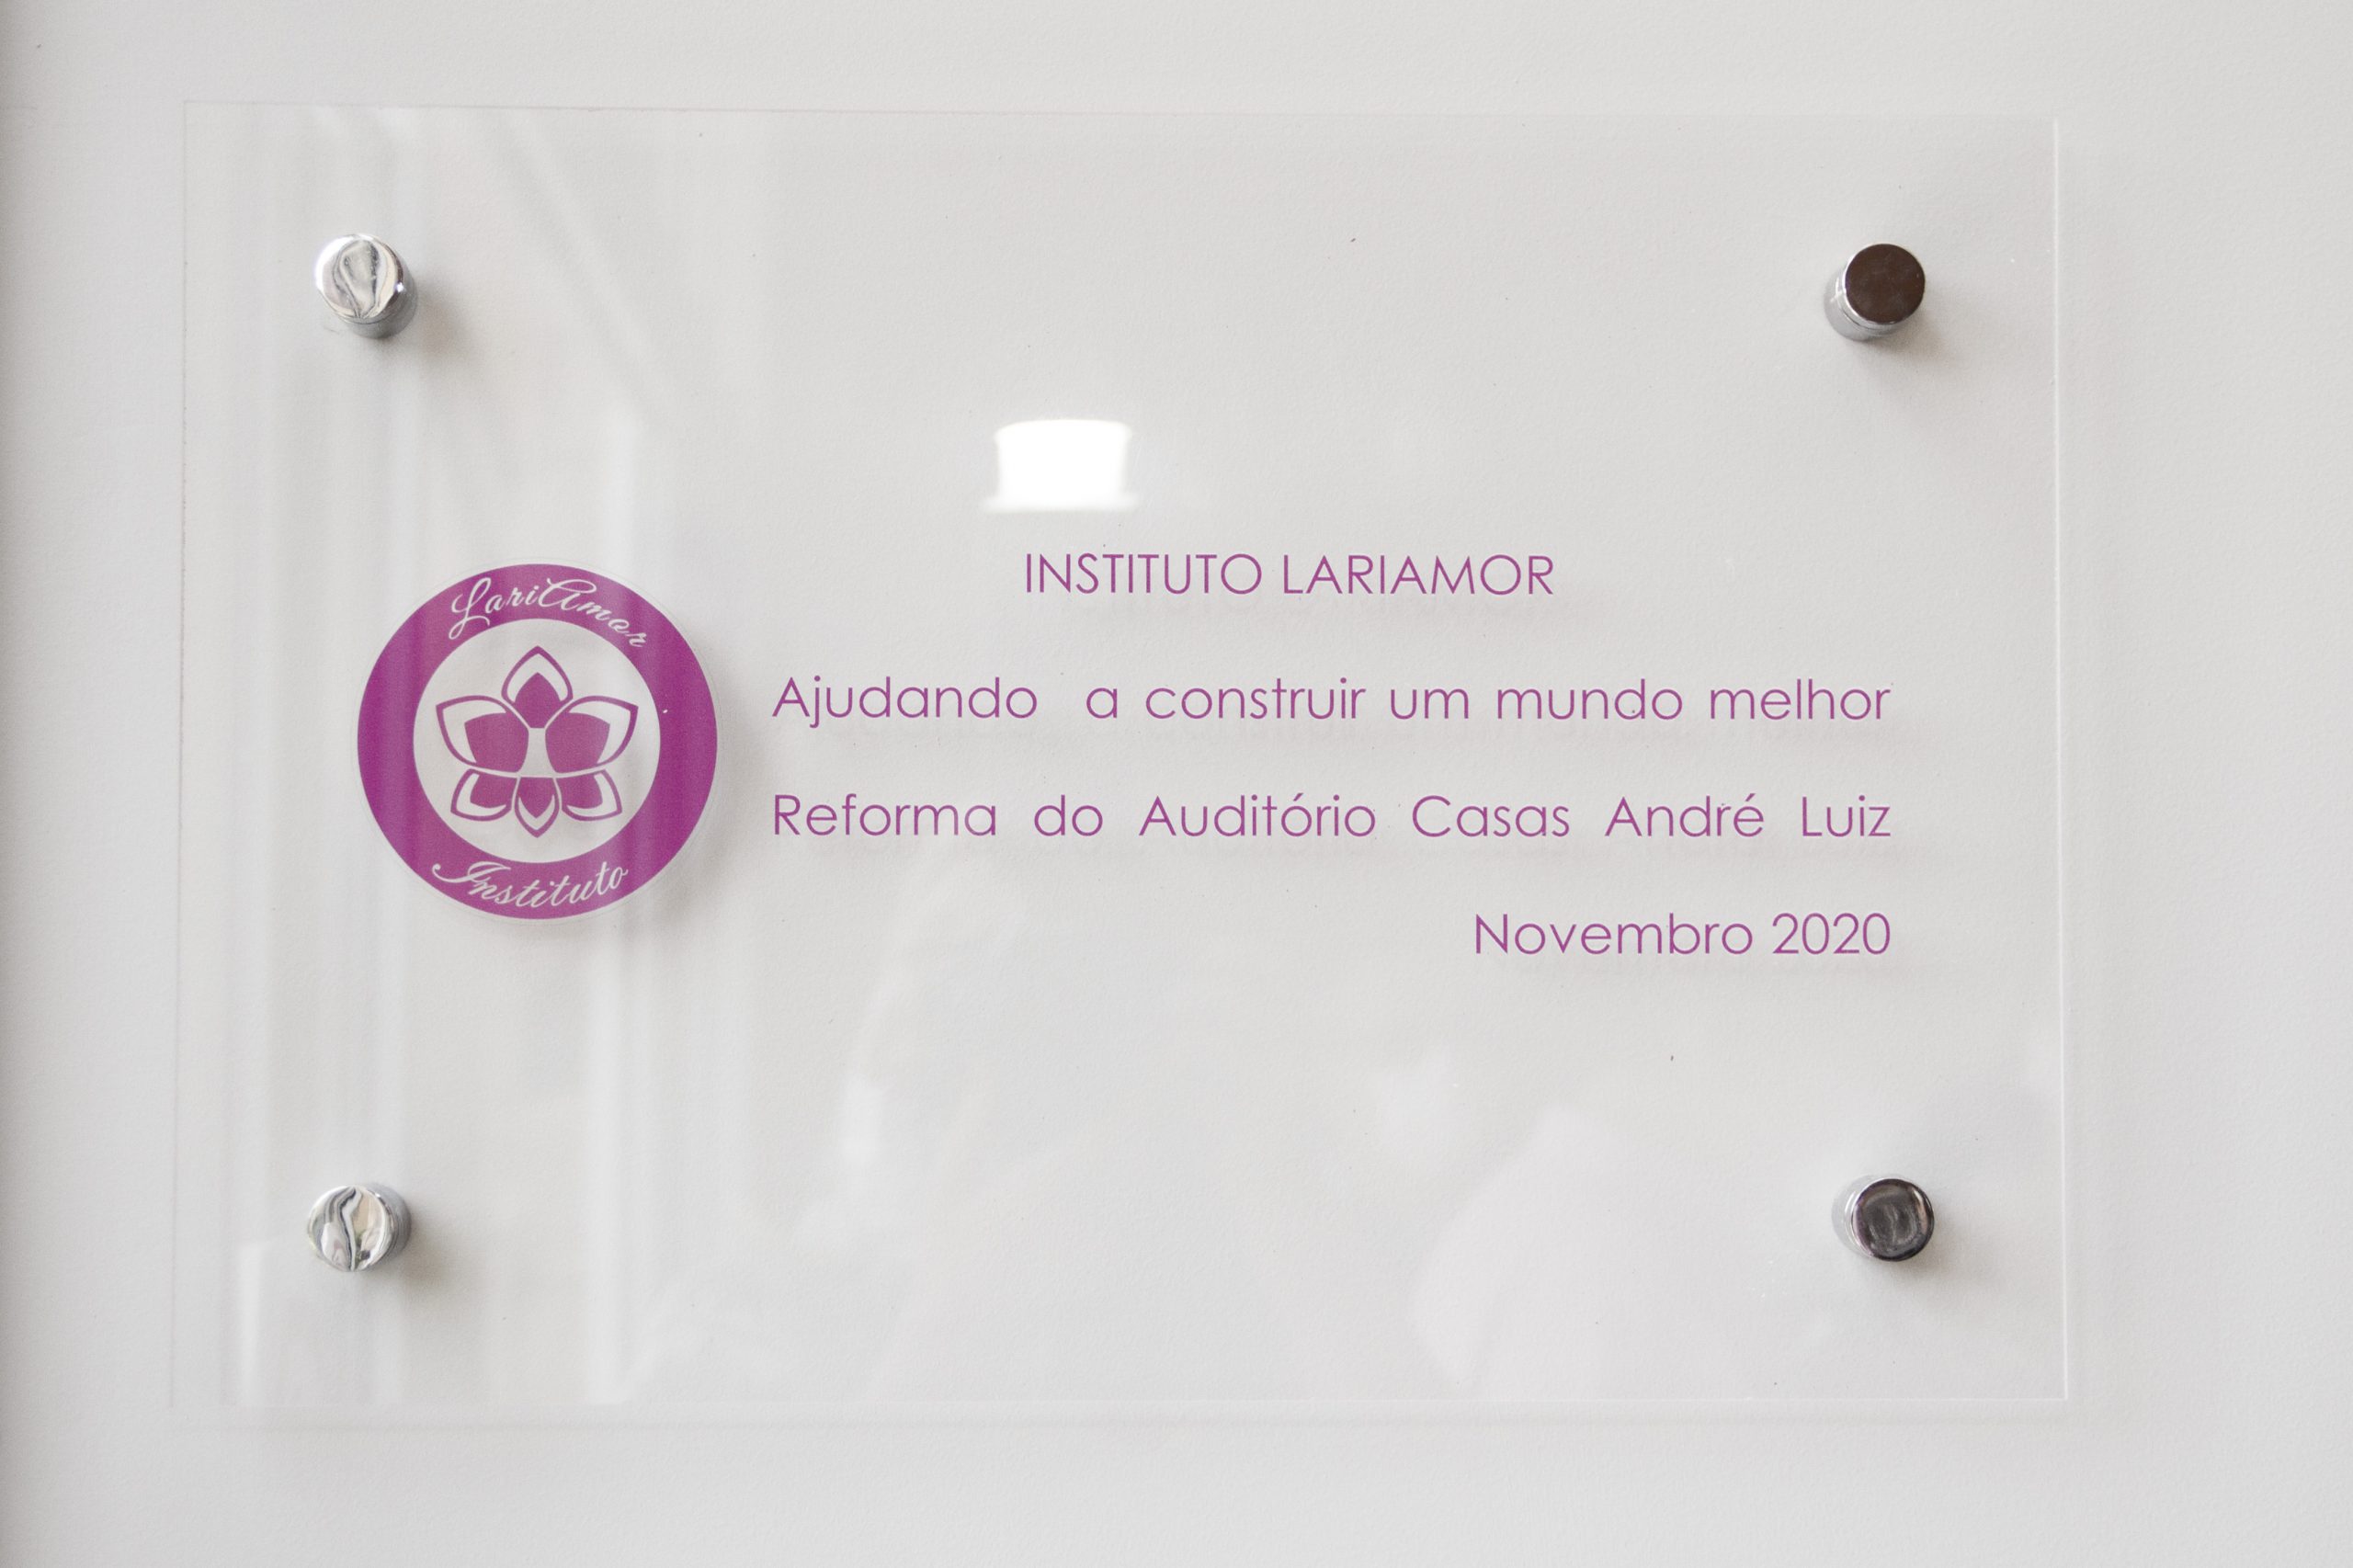 LariAmor
Instituto
INSTITUTO LARIAMOR
Ajudando a construir um mundo melhor
Reforma do Auditório Casas André Luiz
Novembro 2020